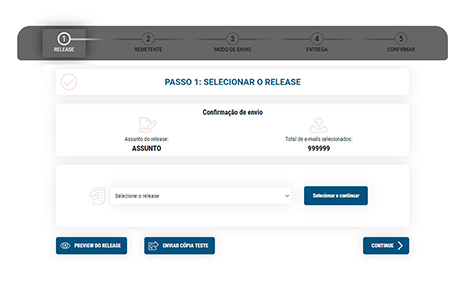 1 2 3 4 5
RELEASE REMETENTE MODO DE ENVIO ENTREGA CONFIRMAR
PASSO 1: SELECIONAR O RELEASE
Confirmação de envio
Assunto do release: Total de e-mails selecionados:
ASSUNTO 999999
Selecione o release Selecionar e continuar
PREVIEW DO RELEASE ENVIAR CÓPIA TESTE CONTINUE